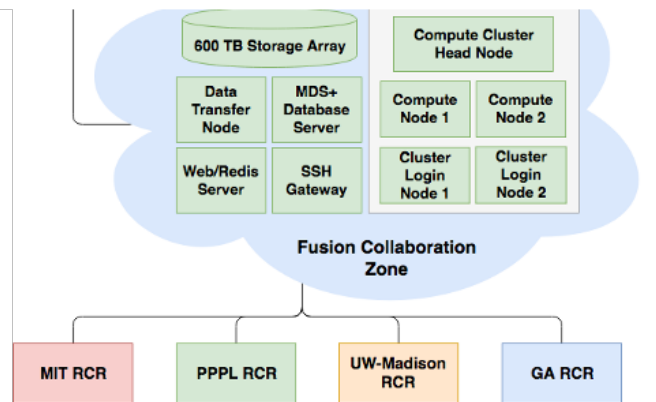 600 TB Storage Array
Compute Cluster
Head Node
Data
Transfer
Node
MDS+
Database
Server
Compute
Node 1
Compute
Node 2
Web/Redis
Server
SSH
Gateway
Cluster
Login
Node 1
Cluster
Login
Node 2
Fusion Collaboration
Zone
MIT RCR
PPPL RCR
UW-Madison
RCR
GA RCR